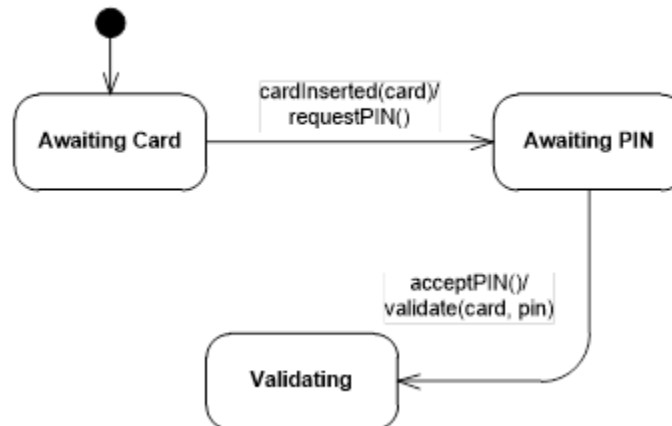 cardInserted(card)/
requestPIN()
Awaiting Card
Awaiting PIN
acceptPIN()/
validate(card, pin)
Validating